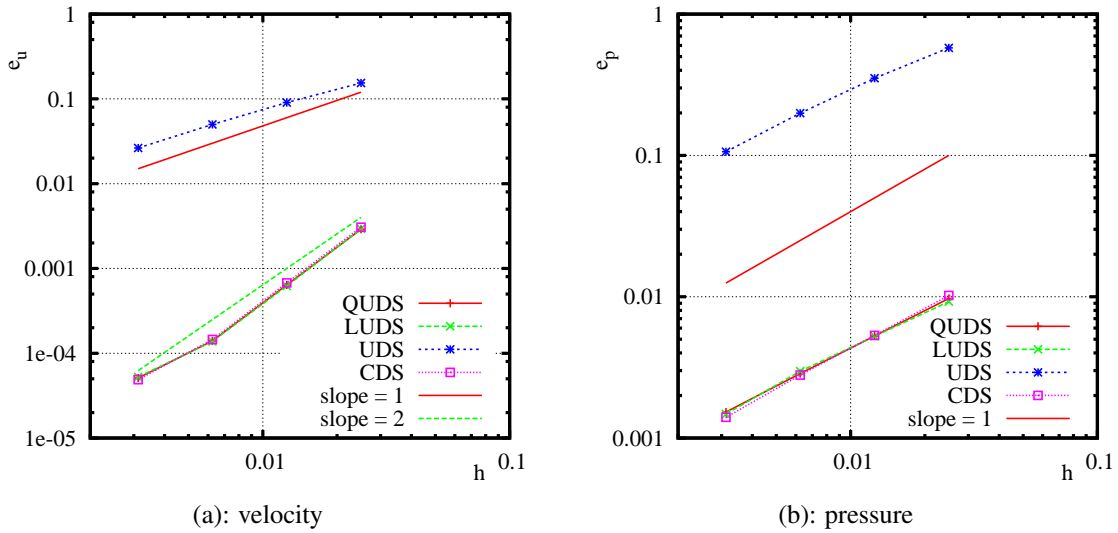 e_u
1
0.1
0.01
0.001
1e-04
1e-05
0.01
0.1
h
QUDS
LUDS
UDS
CDS
slope = 1
slope = 2
(a): velocity
e_p
1
0.1
0.01
0.001
0.01
0.1
h
QUDS
LUDS
UDS
CDS
slope = 1
(b): pressure